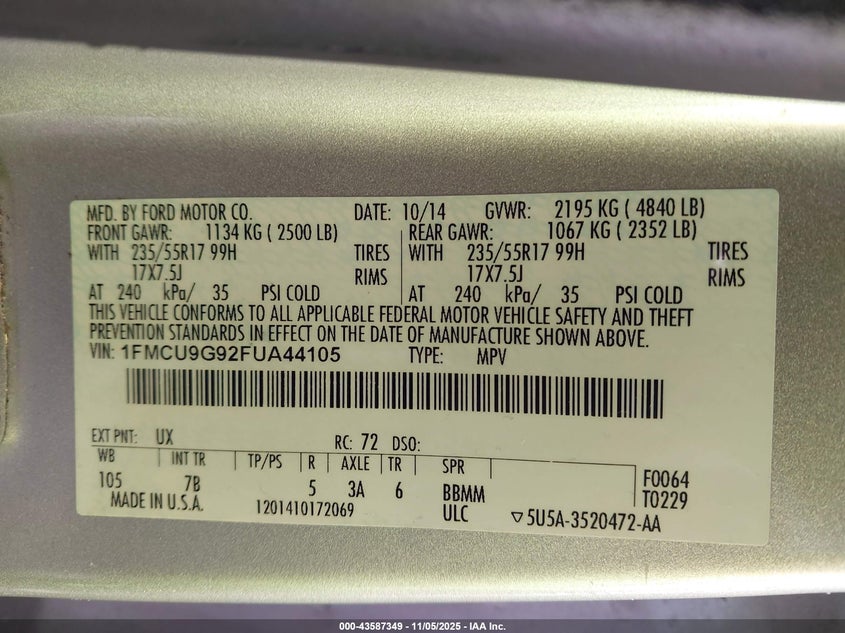 MFD. BY FORD MOTOR CO. DATE: 10/14 GVWR: 2195 KG ( 4840 LB)
FRONT GAWR: 1134 KG ( 2500 LB) REAR GAWR: 1067 KG ( 2352 LB)
WITH 235/55R17 99H TIRES WITH 235/55R17 99H TIRES
17X7.5J RIMS 17X7.5J RIMS
AT 240 kPa/ 35 PSI COLD AT 240 kPa/ 35 PSI COLD
THIS VEHICLE CONFORMS TO ALL APPLICABLE FEDERAL MOTOR VEHICLE SAFETY AND THEFT
PREVENTION STANDARDS IN EFFECT ON THE DATE OF MANUFACTURE SHOWN ABOVE.
VIN: 1FMCU9G92FUA44105 TYPE: MPV
EXT PNT: UX RC: 72 DSO:
WB INT TR TP/PS R AXLE TR SPR
105 7B 5 3A 6 BBMM F0064
MADE IN U.S.A. 1201410172069 ULC T0229
▽5U5A-3520472-AA
000-43587349 - 11/05/2025 - IAA Inc.